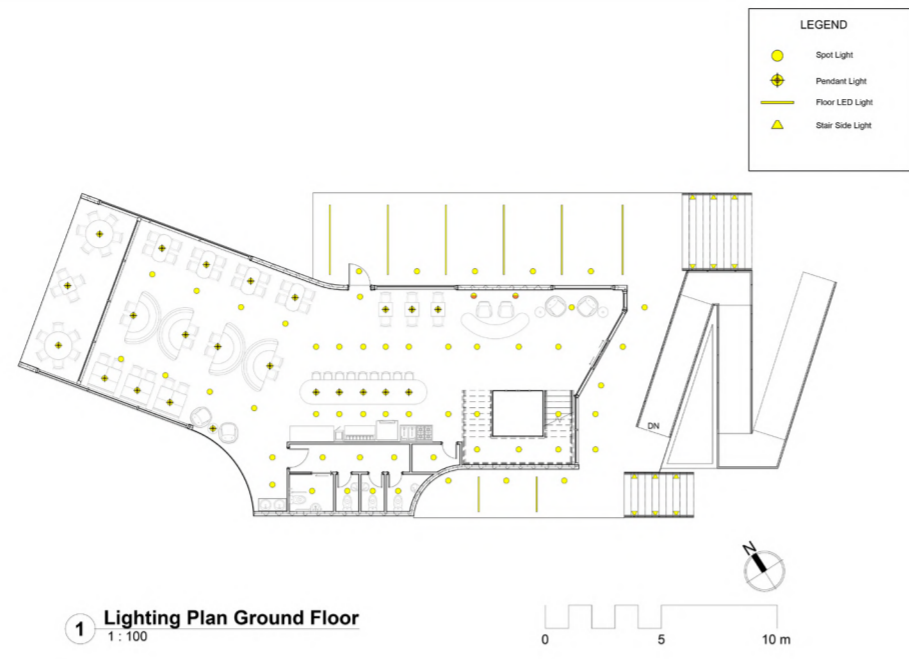 LEGEND
Spot Light
Pendant Light
Floor LED Light
Stair Side Light
DN
N
1 Lighting Plan Ground Floor
1 : 100
0 5 10 m